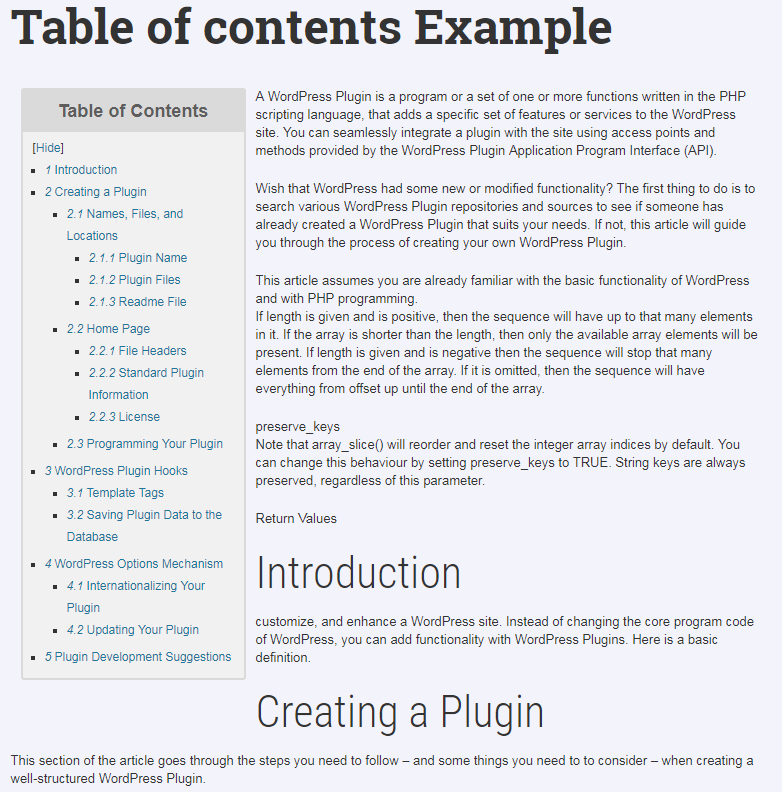 Table of contents Example
Table of Contents
[Hide]
1 Introduction
2 Creating a Plugin
2.1 Names, Files, and
Locations
2.1.1 Plugin Name
2.1.2 Plugin Files
2.1.3 Readme File
2.2 Home Page
2.2.1 File Headers
2.2.2 Standard Plugin
Information
2.2.3 License
2.3 Programming Your Plugin
3 WordPress Plugin Hooks
3.1 Template Tags
3.2 Saving Plugin Data to the
Database
4 WordPress Options Mechanism
4.1 Internationalizing Your
Plugin
4.2 Updating Your Plugin
5 Plugin Development Suggestions
A WordPress Plugin is a program or a set of one or more functions written in the PHP
scripting language, that adds a specific set of features or services to the WordPress
site. You can seamlessly integrate a plugin with the site using access points and
methods provided by the WordPress Plugin Application Program Interface (API).
Wish that WordPress had some new or modified functionality? The first thing to do is to
search various WordPress Plugin repositories and sources to see if someone has
already created a WordPress Plugin that suits your needs. If not, this article will guide
you through the process of creating your own WordPress Plugin.
This article assumes you are already familiar with the basic functionality of WordPress
and with PHP programming.
If length is given and is positive, then the sequence will have up to that many elements
in it. If the array is shorter than the length, then only the available array elements will be
present. If length is given and is negative then the sequence will stop that many
elements from the end of the array. If it is omitted, then the sequence will have
everything from offset up until the end of the array.
preserve_keys
Note that array_slice() will reorder and reset the integer array indices by default. You
can change this behaviour by setting preserve_keys to TRUE. String keys are always
preserved, regardless of this parameter.
Return Values
Introduction
customize, and enhance a WordPress site. Instead of changing the core program code
of WordPress, you can add functionality with WordPress Plugins. Here is a basic
definition.
Creating a Plugin
This section of the article goes through the steps you need to follow – and some things you need to to consider – when creating a
well-structured WordPress Plugin.